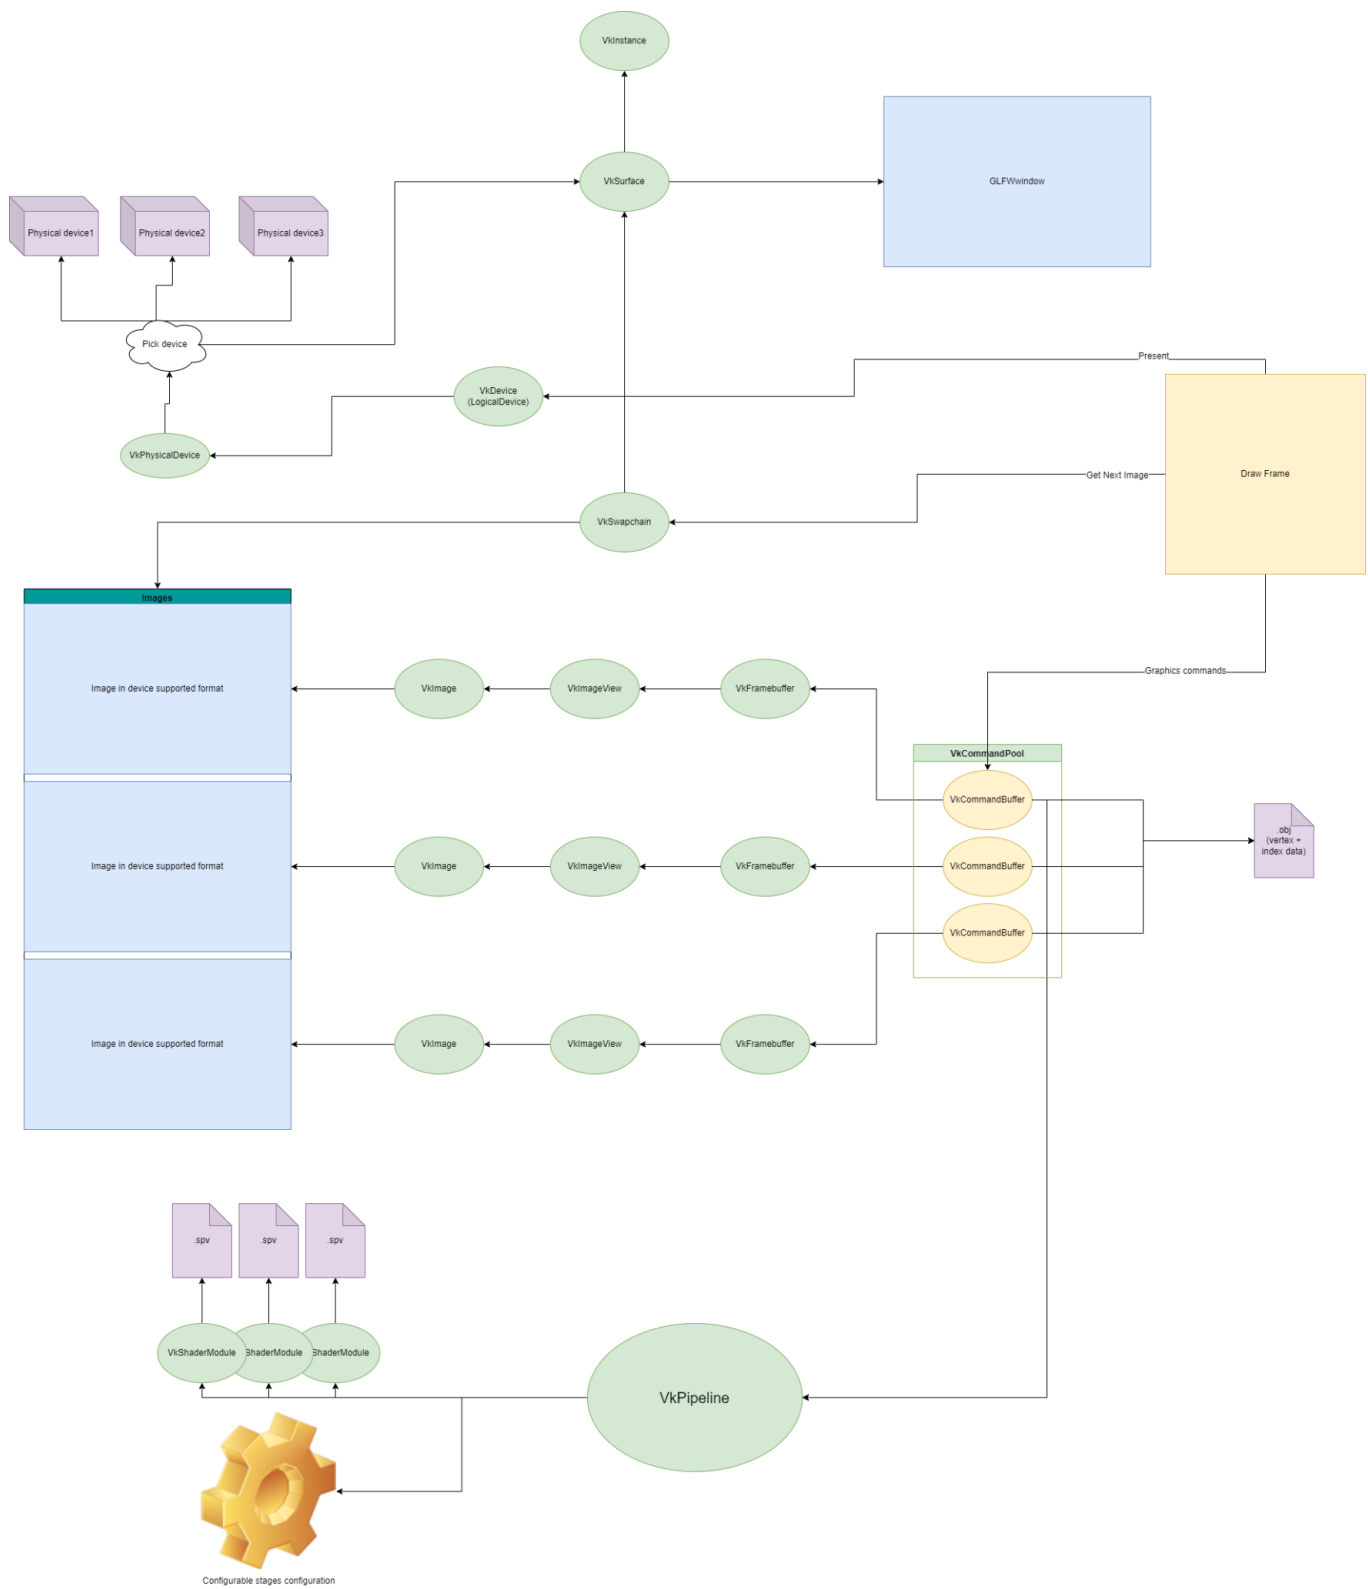 VkInstance
VkSurface
GLFWwindow
Physical device1
Physical device2
Physical device3
Pick device
Present
VkDevice
(LogicalDevice)
VkPhysicalDevice
Get Next Image
Draw Frame
VkSwapchain
Images
Graphics commands
Image in device supported format
VkImage
VkImageView
VkFramebuffer
VkCommandPool
VkCommandBuffer
.obj
(vertex +
index data)
Image in device supported format
VkImage
VkImageView
VkFramebuffer
VkCommandBuffer
VkCommandBuffer
Image in device supported format
VkImage
VkImageView
VkFramebuffer
.spv
.spv
.spv
VkShaderModule
ShaderModule
ShaderModule
VkPipeline
Configurable stages configuration